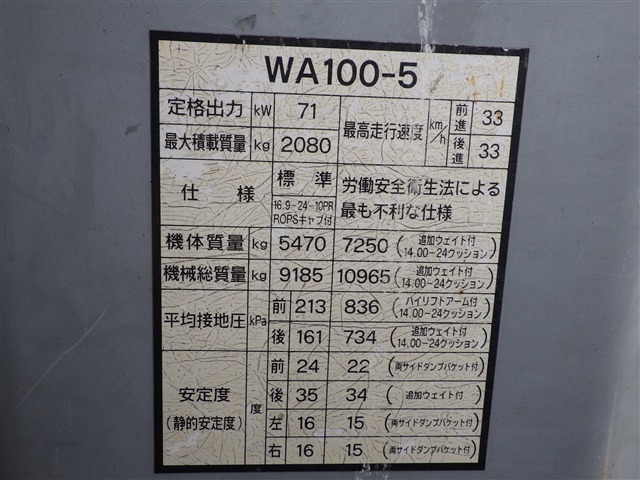 WA100-5
定格出力 kW 71 最高走行速度 km/h 前進 33
最大積載質量 kg 2080 後進 33
仕様 標準 労働安全衛生法による
16.9-24-10PR 最も不利な仕様
ROPSキャブ付
機体質量 kg 5470 7250 (追加ウェイト付 14.00-24クッション)
機械総質量 kg 9185 10965 (追加ウェイト付 14.00-24クッション)
平均接地圧 kPa 前 213 836 (ハイリフトアーム付 14.00-24クッション)
後 161 734 (追加ウェイト付 14.00-24クッション)
安定度 (静的安定度) 度 前 24 22 (両サイドダンプバケット付)
後 35 34 (追加ウェイト付)
左 16 15 (両サイドダンプバケット付)
右 16 15 (両サイドダンプバケット付)